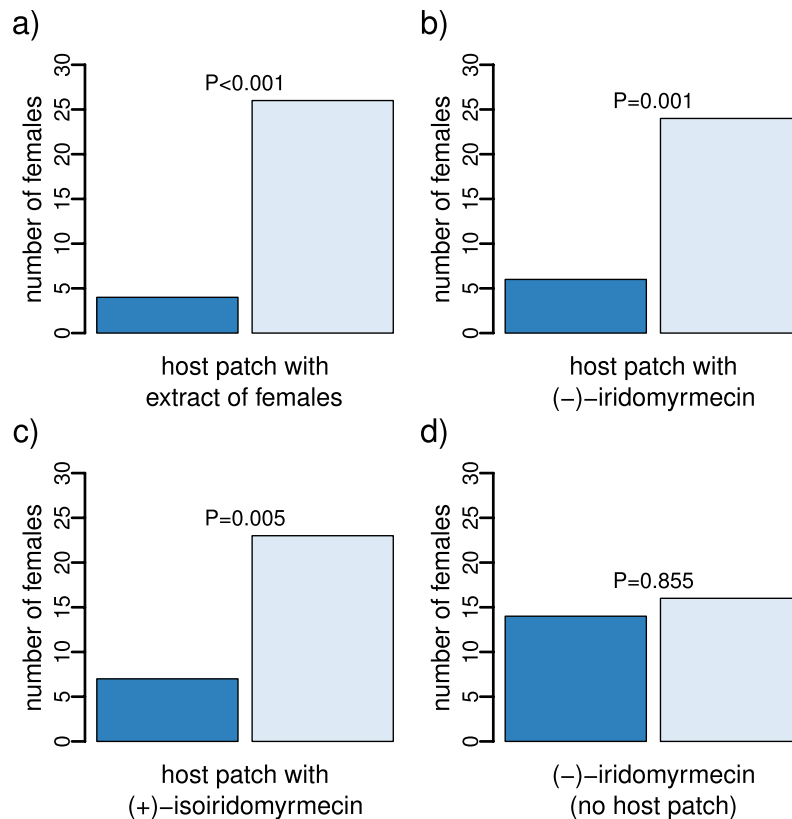 a)
number of females
0 5 10 15 20 25 30
P<0.001
host patch with
extract of females
b)
number of females
0 5 10 15 20 25 30
P=0.001
host patch with
(−)−iridomyrmecin
c)
number of females
0 5 10 15 20 25 30
P=0.005
host patch with
(+)−isoiridomyrmecin
d)
number of females
0 5 10 15 20 25 30
P=0.855
(−)−iridomyrmecin
(no host patch)